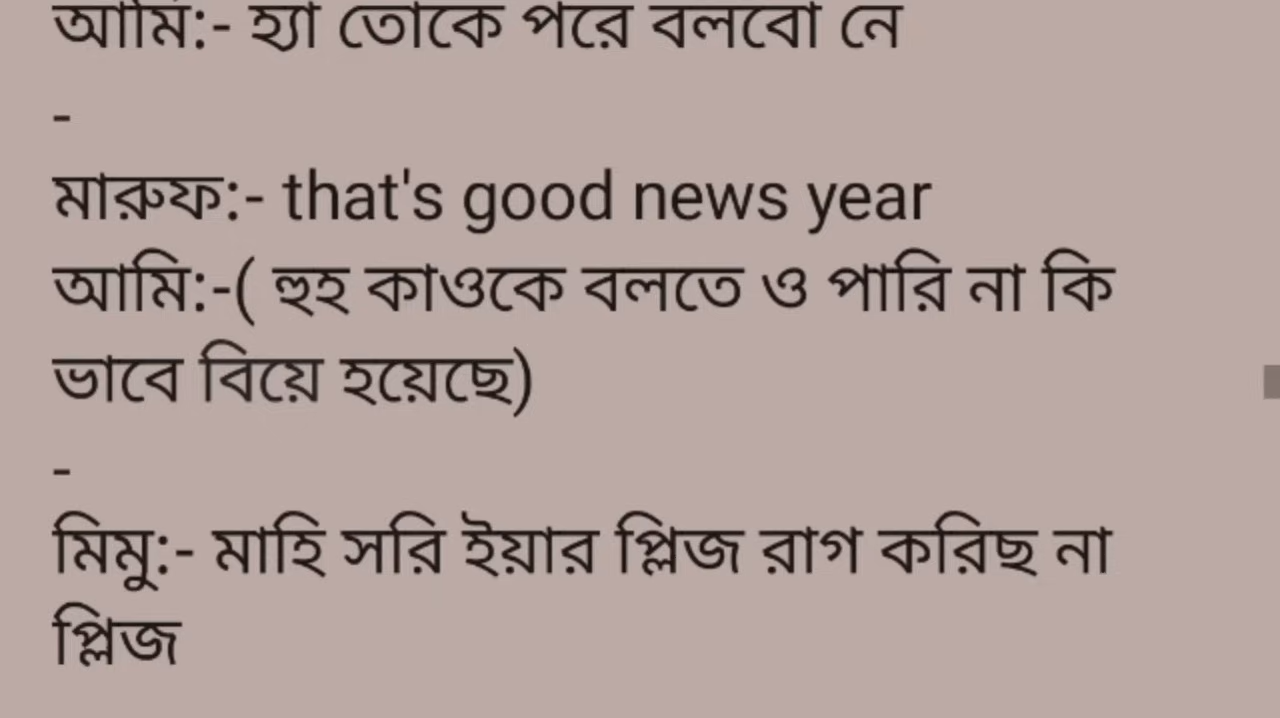 আমি:- হ্যা তোকে পরে বলবো নে
-
মারুফ:- that's good news year
আমি:-( হুহ কাওকে বলতে ও পারি না কি
ভাবে বিয়ে হয়েছে)
-
মিমু:- মাহি সরি ইয়ার প্লিজ রাগ করিছ না
প্লিজ